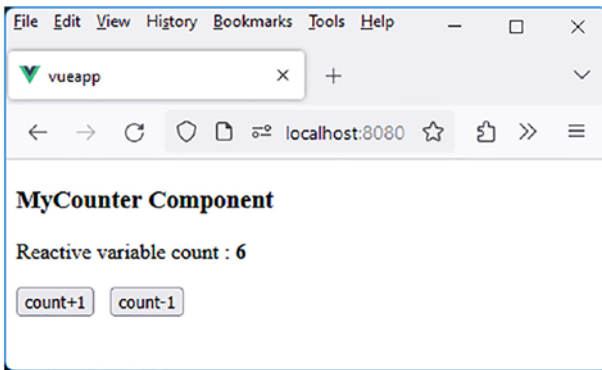 File Edit View History Bookmarks Tools Help
vueapp
localhost:8080
MyCounter Component
Reactive variable count : 6
count+1 count-1